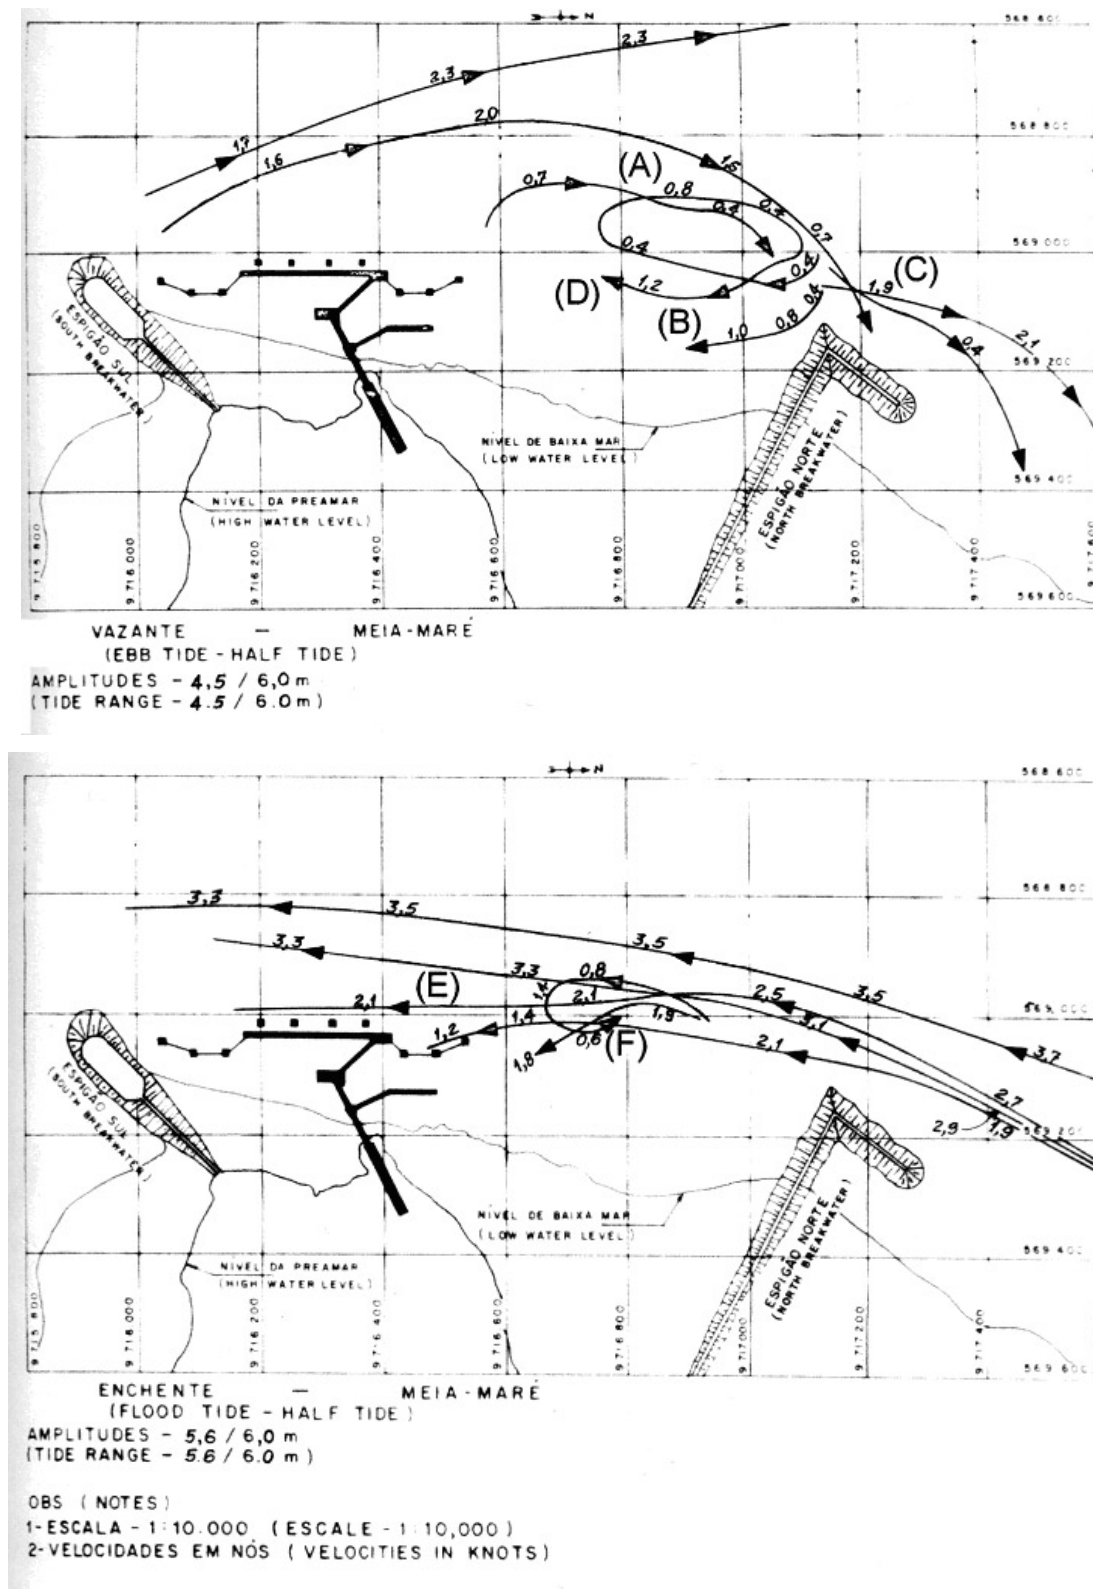 N
568 600
2,3
2,3
1,7
1,6
2,0
568 800
1,5
(A)
0,7
0,8
0,4
0,4
0,7
569 000
0,4
0,4
(C)
1,9
(D)
1,2
(B)
0,4
0,8
1,0
2,1
0,4
569 200
ESPIGÃO SUL
(SOUTH BREAKWATER)
NIVEL DE BAIXA MAR
(LOW WATER LEVEL)
ESPIGÃO NORTE
(NORTH BREAKWATER)
569 400
NIVEL DA PREAMAR
(HIGH WATER LEVEL)
9 715 800
9 716 000
9 716 200
9 716 400
9 716 600
9 716 800
9 717 000
9 717 200
9 717 400
9 717 600
569 600
VAZANTE — MEIA-MARÉ
(EBB TIDE - HALF TIDE)
AMPLITUDES - 4,5 / 6,0 m
(TIDE RANGE - 4.5 / 6.0 m)
N
568 600
568 800
3,3
3,5
3,5
3,3
3,3
0,8
3,5
(E)
2,1
1,4
2,1
2,5
569 000
1,2
1,4
1,9
3,1
0,6
(F)
1,8
2,1
3,7
2,7
2,9
1,9
569 200
ESPIGÃO SUL
(SOUTH BREAKWATER)
NÍVEL DE BAIXA MAR
(LOW WATER LEVEL)
ESPIGÃO NORTE
(NORTH BREAKWATER)
569 400
NIVEL DA PREAMAR
(HIGH WATER LEVEL)
9 715 800
9 716 000
9 716 200
9 716 400
9 716 600
9 716 800
9 717 000
9 717 200
9 717 400
569 600
ENCHENTE — MEIA-MARÉ
(FLOOD TIDE - HALF TIDE)
AMPLITUDES - 5,6 / 6,0 m
(TIDE RANGE - 5.6 / 6.0 m)
OBS (NOTES)
1-ESCALA - 1:10.000 (ESCALE - 1:10,000)
2-VELOCIDADES EM NÓS (VELOCITIES IN KNOTS)